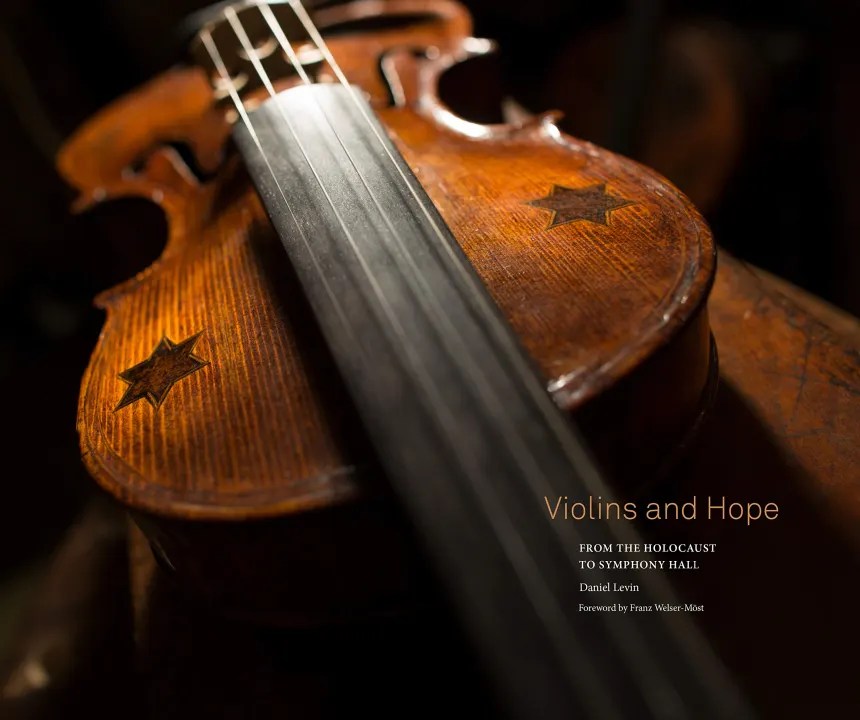 Violins and Hope
FROM THE HOLOCAUST
TO SYMPHONY HALL
Daniel Levin
Foreword by Franz Welser-Möst